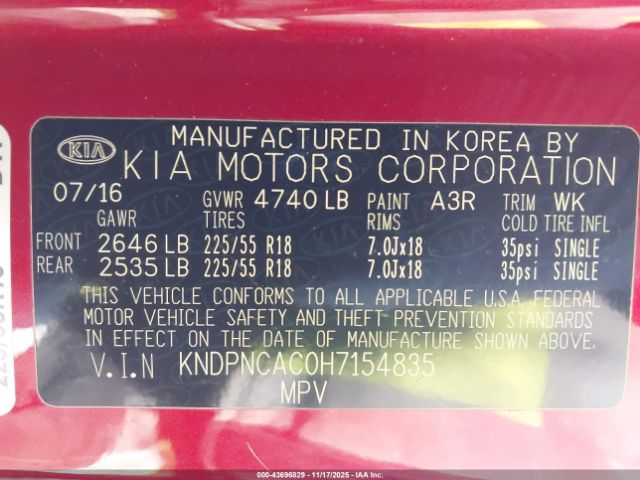 MANUFACTURED IN KOREA BY
KIA KIA MOTORS CORPORATION
07/16 GVWR 4740 LB PAINT A3R TRIM WK
GAWR TIRES RIMS COLD TIRE INFL
FRONT 2646 LB 225/55 R18 7.0Jx18 35psi SINGLE
REAR 2535 LB 225/55 R18 7.0Jx18 35psi SINGLE
THIS VEHICLE CONFORMS TO ALL APPLICABLE U.S.A. FEDERAL
MOTOR VEHICLE SAFETY AND THEFT PREVENTION STANDARDS
IN EFFECT ON THE DATE OF MANUFACTURE SHOWN ABOVE.
V.I.N KNDPNCAC0H7154835
MPV
© 43696829 - 11/17/2025 - IAAI.COM